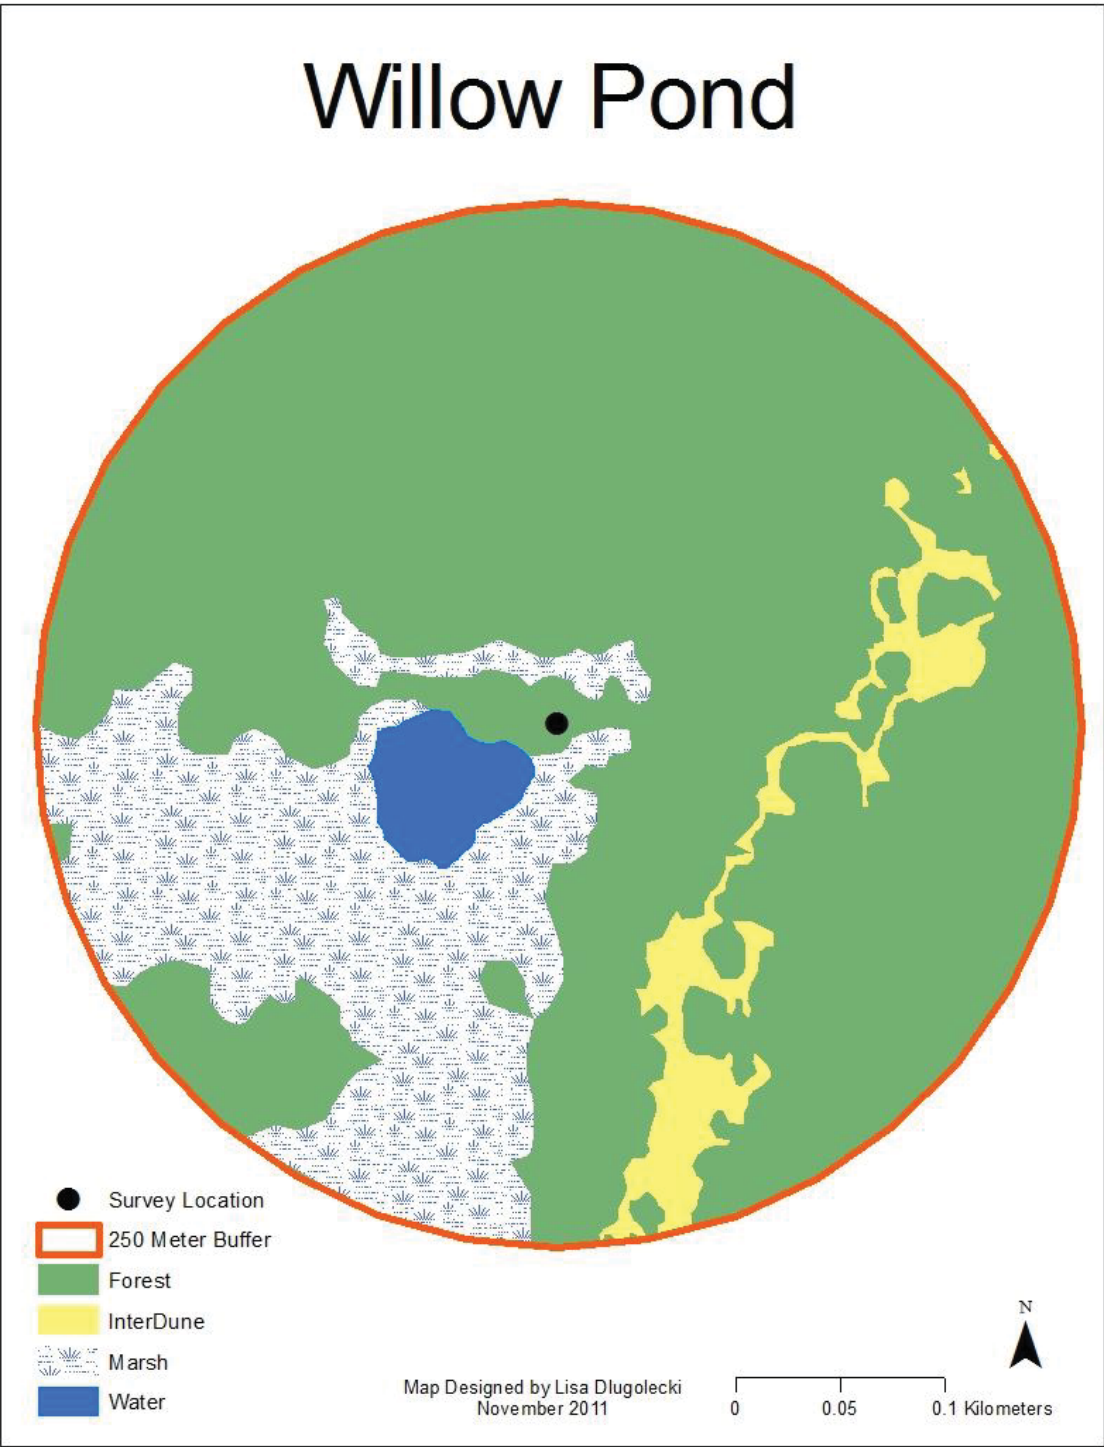 Willow Pond
Survey Location
250 Meter Buffer
Forest
InterDune
Marsh
Water
Map Designed by Lisa Dlugolecki
November 2011
N
0 0.05 0.1 Kilometers